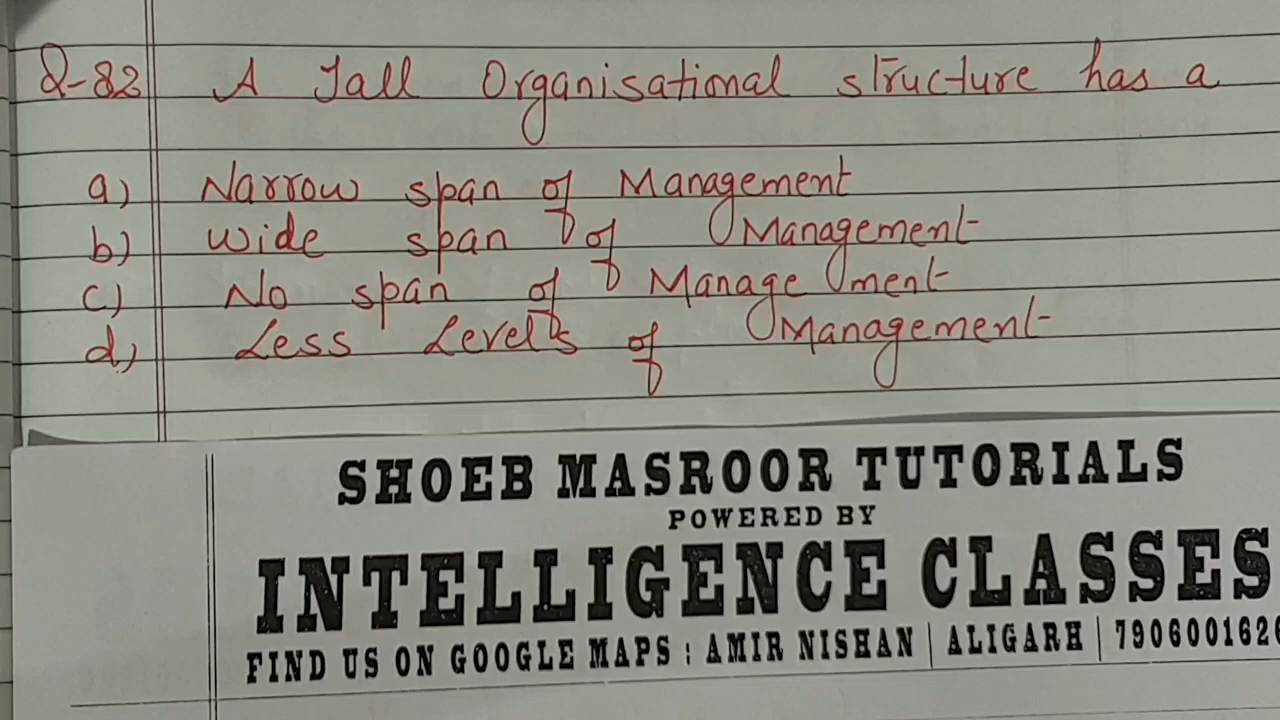 Q-82 A Tall Organisational structure has a
a) Narrow span of Management
b) Wide span of Management
c) No span of Management
d) Less Levels of Management
SHOEB MASROOR TUTORIALS
POWERED BY
INTELLIGENCE CLASSES
FIND US ON GOOGLE MAPS : AMIR NISHAN | ALIGARH | 7906001626